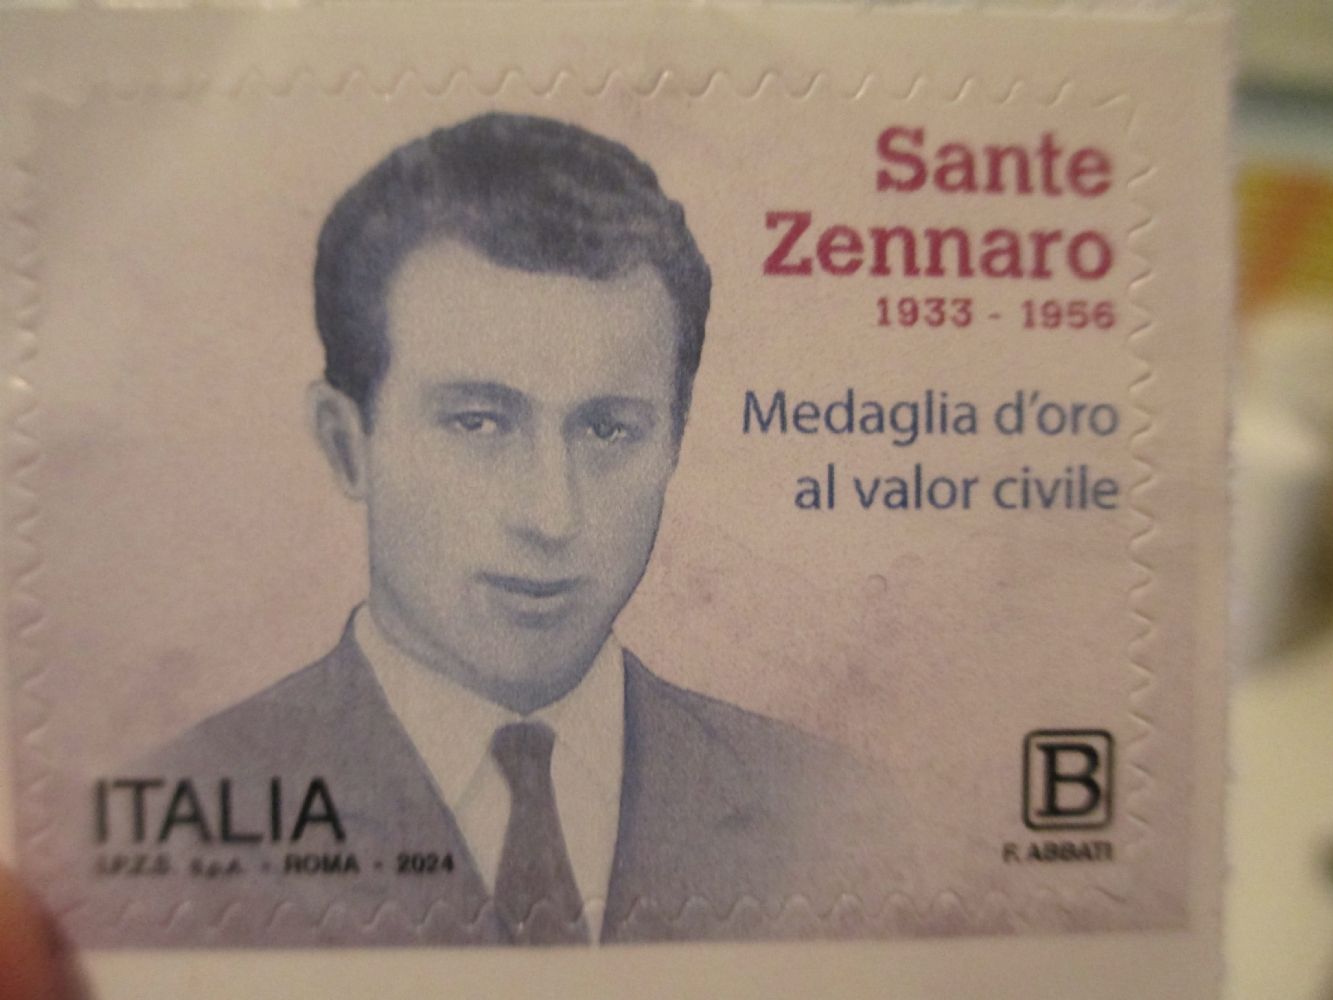 Sante
Zennaro
1933 - 1956
Medaglia d'oro
al valor civile
B
F. ABBATI
ITALIA
I.P.Z.S. S.p.A. - ROMA - 2024